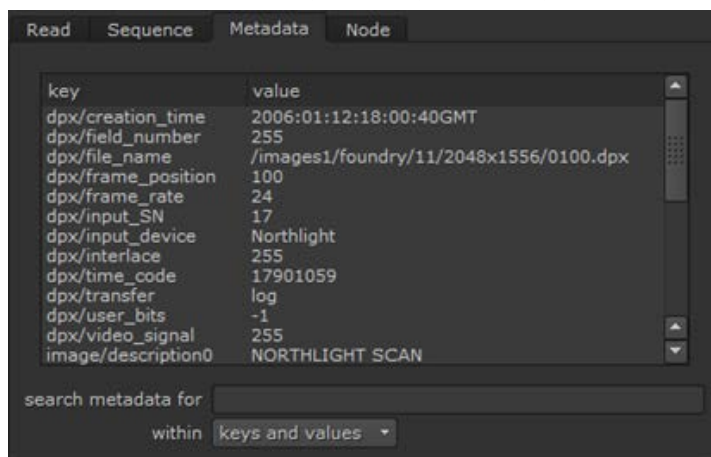 Read Sequence Metadata Node
key value
dpx/creation_time 2006:01:12:18:00:40GMT
dpx/field_number 255
dpx/file_name /images1/foundry/11/2048x1556/0100.dpx
dpx/frame_position 100
dpx/frame_rate 24
dpx/input_SN 17
dpx/input_device Northlight
dpx/interlace 255
dpx/time_code 17901059
dpx/transfer log
dpx/user_bits -1
dpx/video_signal 255
image/description0 NORTHLIGHT SCAN
search metadata for
within keys and values